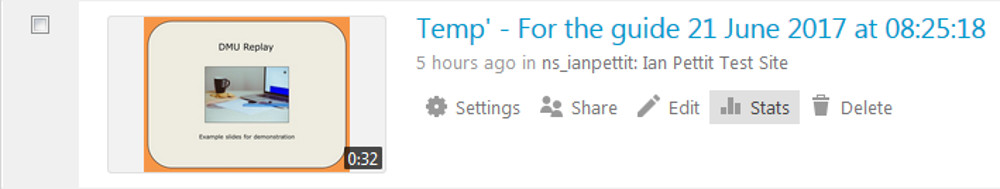 DMU Replay
Example slides for demonstration
0:32
Temp' - For the guide 21 June 2017 at 08:25:18
5 hours ago in ns_ianpettit: Ian Pettit Test Site
Settings Share Edit Stats Delete